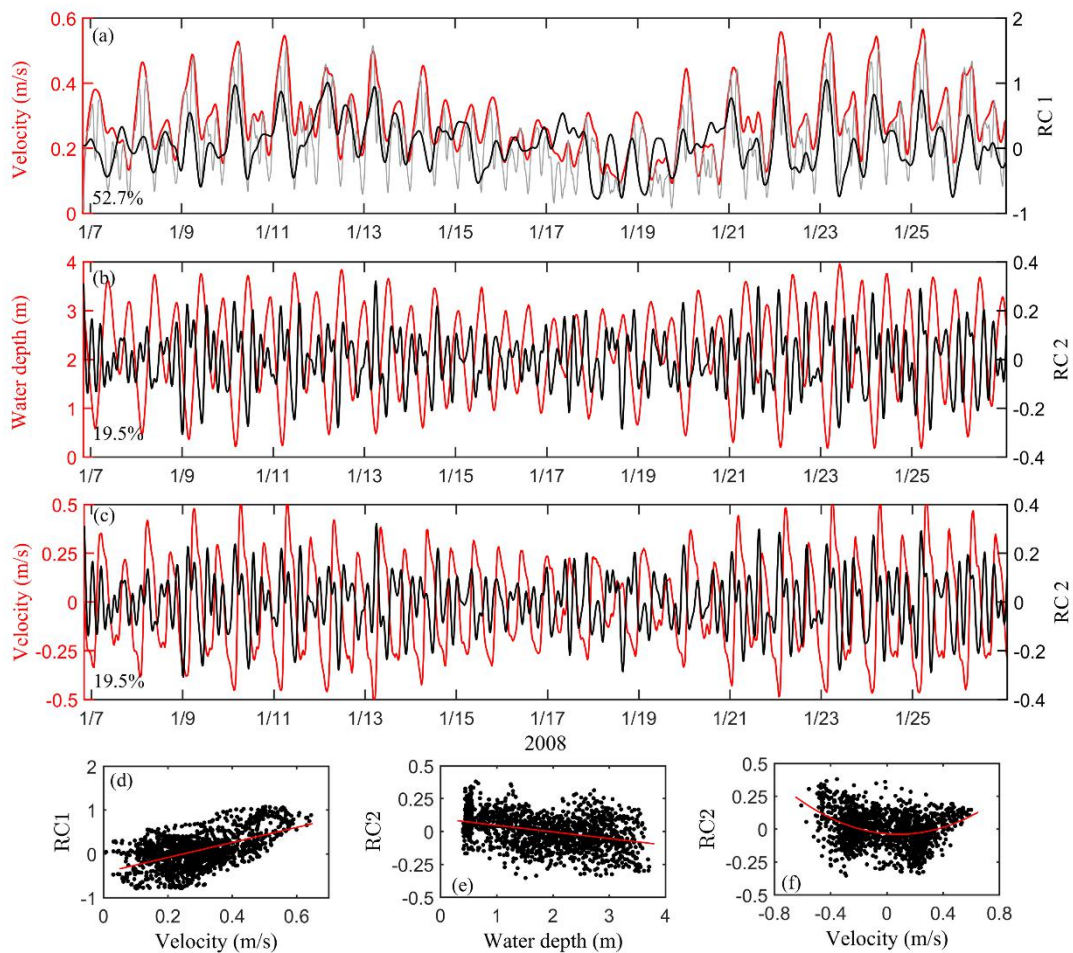 (a)
Velocity (m/s)
0.6
0.4
0.2
0
2
1
0
-1
RC 1
52.7%
1/7 1/9 1/11 1/13 1/15 1/17 1/19 1/21 1/23 1/25
(b)
Water depth (m)
4
3
2
1
0
0.4
0.2
0
-0.2
-0.4
RC 2
19.5%
1/7 1/9 1/11 1/13 1/15 1/17 1/19 1/21 1/23 1/25
(c)
Velocity (m/s)
0.5
0.25
0
-0.25
-0.5
0.4
0.2
0
-0.2
-0.4
RC 2
19.5%
1/7 1/9 1/11 1/13 1/15 1/17 1/19 1/21 1/23 1/25
2008
(d)
RC1
2
1
0
-1
0 0.2 0.4 0.6
Velocity (m/s)
(e)
RC2
0.5
0.25
0
-0.25
-0.5
0 1 2 3 4
Water depth (m)
(f)
RC2
0.5
0.25
0
-0.25
-0.5
-0.8 -0.4 0 0.4 0.8
Velocity (m/s)